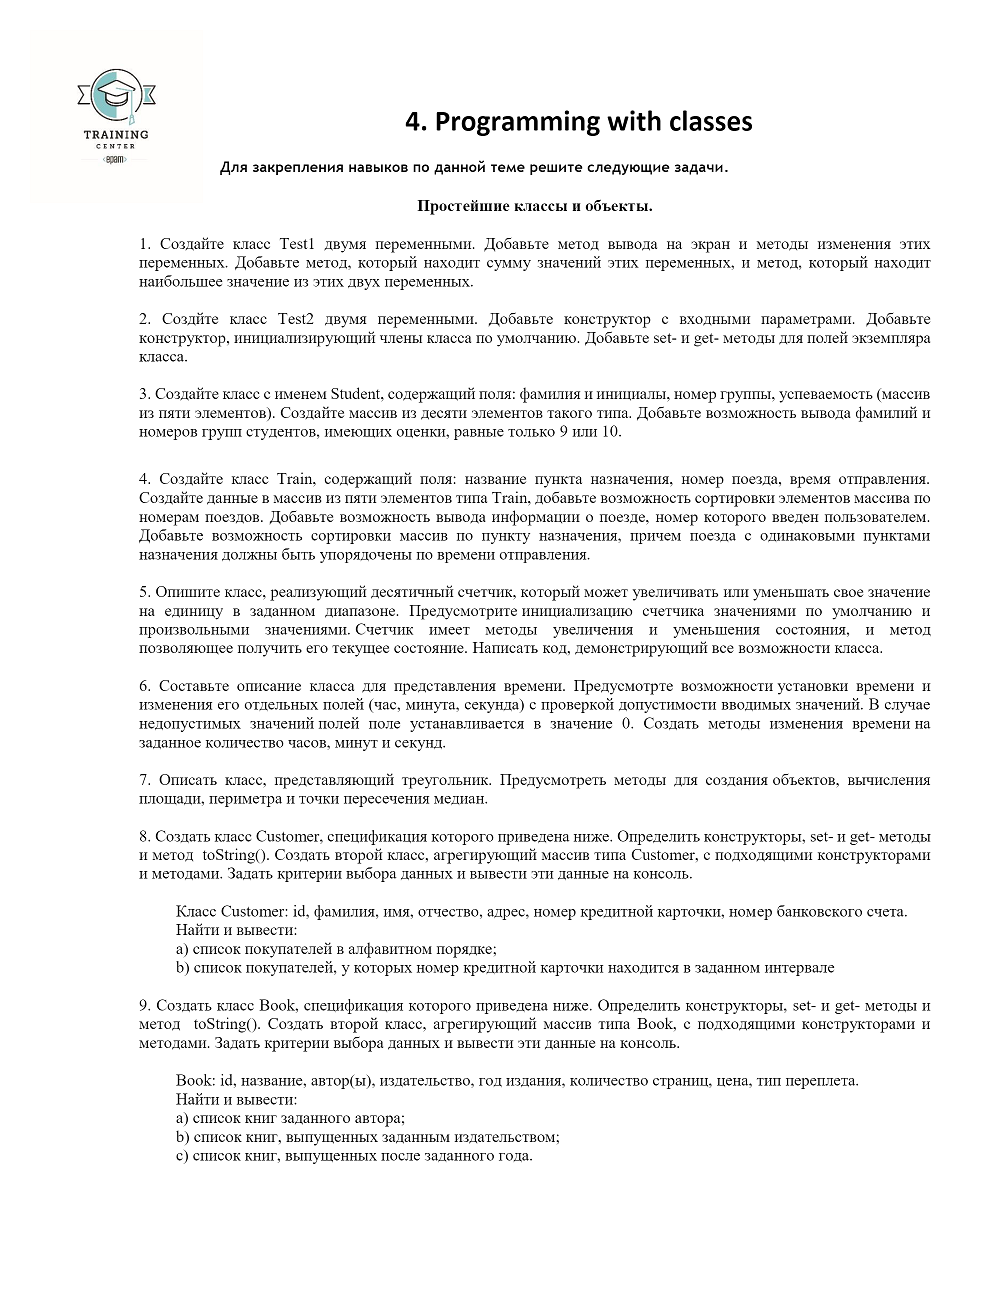 TRAINING
CENTER
<epam>
4. Programming with classes
Для закрепления навыков по данной теме решите следующие задачи.
Простейшие классы и объекты.
1. Создайте класс Test1 двумя переменными. Добавьте метод вывода на экран и методы изменения этих
переменных. Добавьте метод, который находит сумму значений этих переменных, и метод, который находит
наибольшее значение из этих двух переменных.
2. Создйте класс Test2 двумя переменными. Добавьте конструктор с входными параметрами. Добавьте
конструктор, инициализирующий члены класса по умолчанию. Добавьте set- и get- методы для полей экземпляра
класса.
3. Создайте класс с именем Student, содержащий поля: фамилия и инициалы, номер группы, успеваемость (массив
из пяти элементов). Создайте массив из десяти элементов такого типа. Добавьте возможность вывода фамилий и
номеров групп студентов, имеющих оценки, равные только 9 или 10.
4. Создайте класс Train, содержащий поля: название пункта назначения, номер поезда, время отправления.
Создайте данные в массив из пяти элементов типа Train, добавьте возможность сортировки элементов массива по
номерам поездов. Добавьте возможность вывода информации о поезде, номер которого введен пользователем.
Добавьте возможность сортировки массив по пункту назначения, причем поезда с одинаковыми пунктами
назначения должны быть упорядочены по времени отправления.
5. Опишите класс, реализующий десятичный счетчик, который может увеличивать или уменьшать свое значение
на единицу в заданном диапазоне. Предусмотрите инициализацию счетчика значениями по умолчанию и
произвольными значениями. Счетчик имеет методы увеличения и уменьшения состояния, и метод
позволяющее получить его текущее состояние. Написать код, демонстрирующий все возможности класса.
6. Составьте описание класса для представления времени. Предусмотрте возможности установки времени и
изменения его отдельных полей (час, минута, секунда) с проверкой допустимости вводимых значений. В случае
недопустимых значений полей поле устанавливается в значение 0. Создать методы изменения времени на
заданное количество часов, минут и секунд.
7. Описать класс, представляющий треугольник. Предусмотреть методы для создания объектов, вычисления
площади, периметра и точки пересечения медиан.
8. Создать класс Customer, спецификация которого приведена ниже. Определить конструкторы, set- и get- методы
и метод toString(). Создать второй класс, агрегирующий массив типа Customer, с подходящими конструкторами
и методами. Задать критерии выбора данных и вывести эти данные на консоль.
Класс Customer: id, фамилия, имя, отчество, адрес, номер кредитной карточки, номер банковского счета.
Найти и вывести:
a) список покупателей в алфавитном порядке;
b) список покупателей, у которых номер кредитной карточки находится в заданном интервале
9. Создать класс Book, спецификация которого приведена ниже. Определить конструкторы, set- и get- методы и
метод toString(). Создать второй класс, агрегирующий массив типа Book, с подходящими конструкторами и
методами. Задать критерии выбора данных и вывести эти данные на консоль.
Book: id, название, автор(ы), издательство, год издания, количество страниц, цена, тип переплета.
Найти и вывести:
a) список книг заданного автора;
b) список книг, выпущенных заданным издательством;
c) список книг, выпущенных после заданного года.